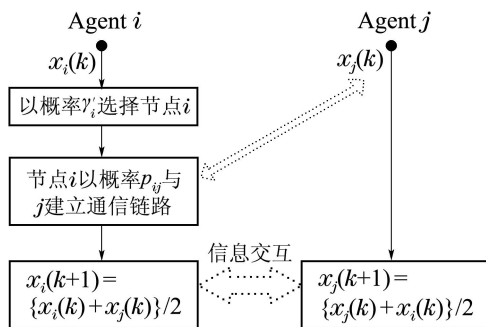 Agent i
Agent j
x_i(k)
x_j(k)
以概率γ′_i选择节点i
节点i以概率p_ij与
j建立通信链路
信息交互
x_i(k+1)=
{x_i(k)+x_j(k)}/2
x_j(k+1)=
{x_j(k)+x_i(k)}/2